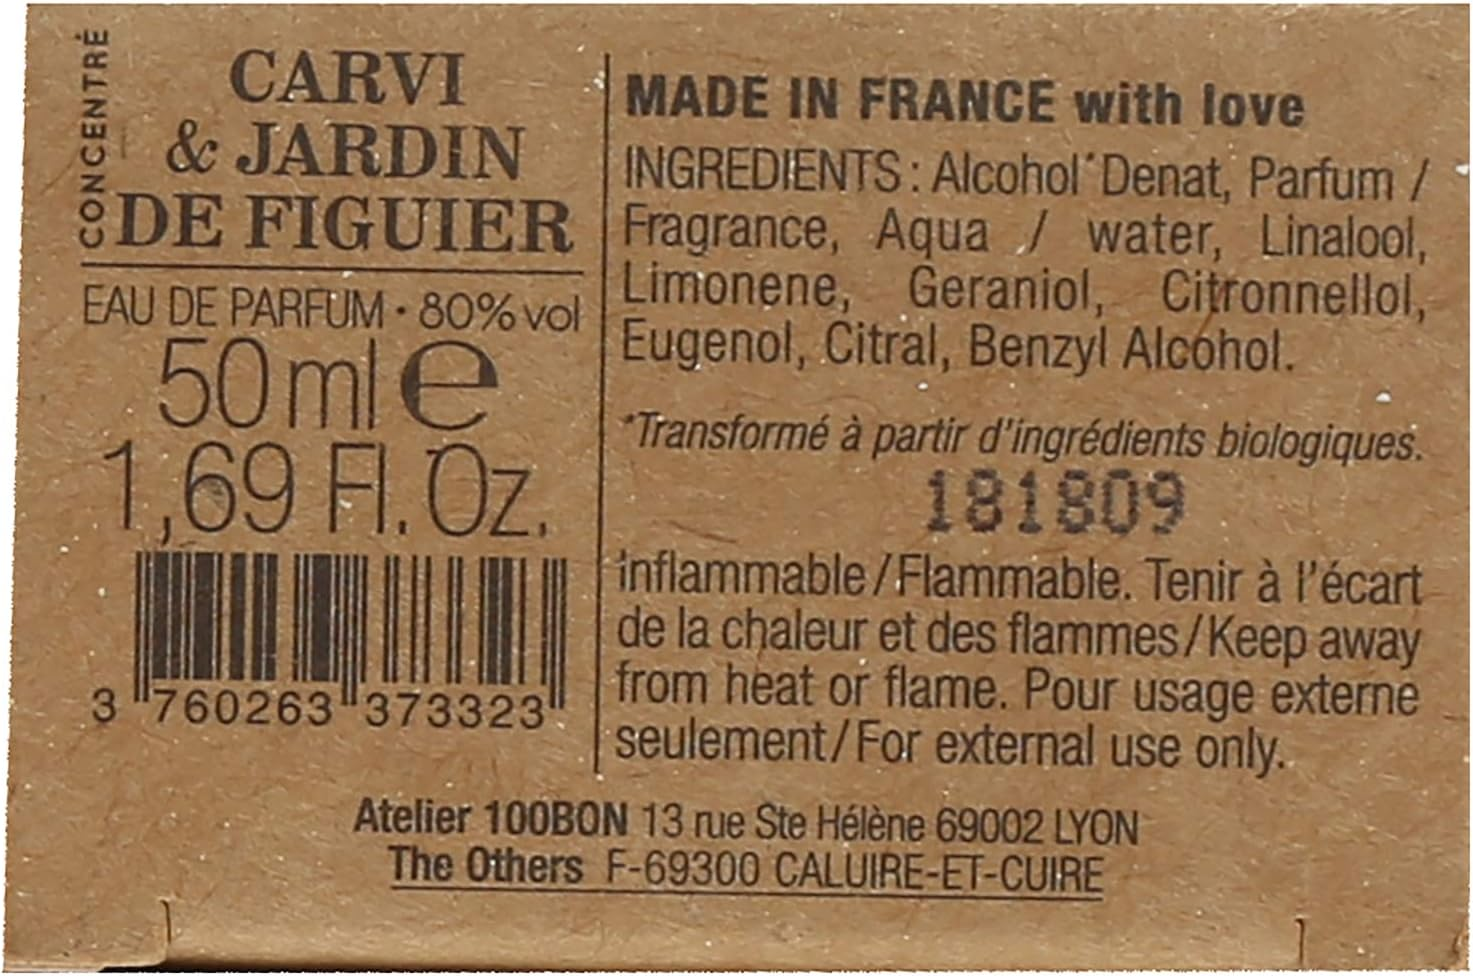 CONCENTRÉ
CARVI
& JARDIN
DE FIGUIER
EAU DE PARFUM · 80% vol
50 ml e
1,69 Fl. Oz.
3 760263 373323
MADE IN FRANCE with love
INGREDIENTS : Alcohol* Denat, Parfum /
Fragrance, Aqua / water, Linalool,
Limonene, Geraniol, Citronnellol,
Eugenol, Citral, Benzyl Alcohol.
*Transformé à partir d'ingrédients biologiques.
181809
inflammable / Flammable. Tenir à l'écart
de la chaleur et des flammes / Keep away
from heat or flame. Pour usage externe
seulement / For external use only.
Atelier 100BON 13 rue Ste Hélène 69002 LYON
The Others F-69300 CALUIRE-ET-CUIRE